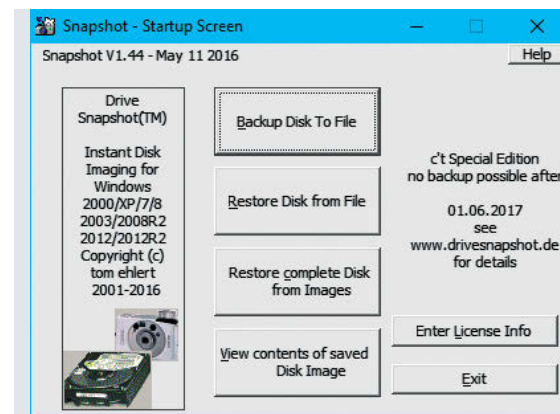 Snapshot - Startup Screen
Snapshot V1.44 - May 11 2016
Help
Drive
Snapshot(TM)
Instant Disk
Imaging for
Windows
2000/XP/7/8
2003/2008R2
2012/2012R2
Copyright (c)
tom ehlert
2001-2016
Backup Disk To File
Restore Disk from File
Restore complete Disk
from Images
View contents of saved
Disk Image
c't Special Edition
no backup possible after
01.06.2017
see
www.drivesnapshot.de
for details
Enter License Info
Exit